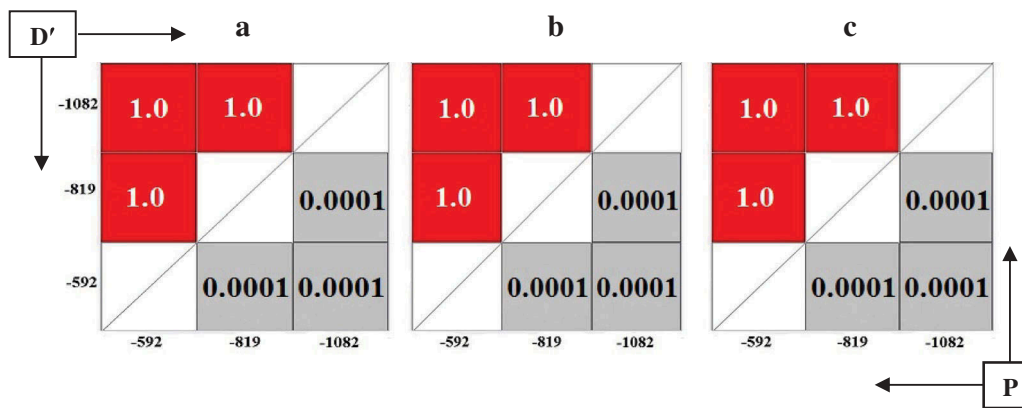 D′ a b c
-1082 1.0 1.0 1.0 1.0 1.0 1.0
-819 1.0 0.0001 1.0 0.0001 1.0 0.0001
-592 0.0001 0.0001 0.0001 0.0001 0.0001 0.0001
-592 -819 -1082 -592 -819 -1082 -592 -819 -1082
P